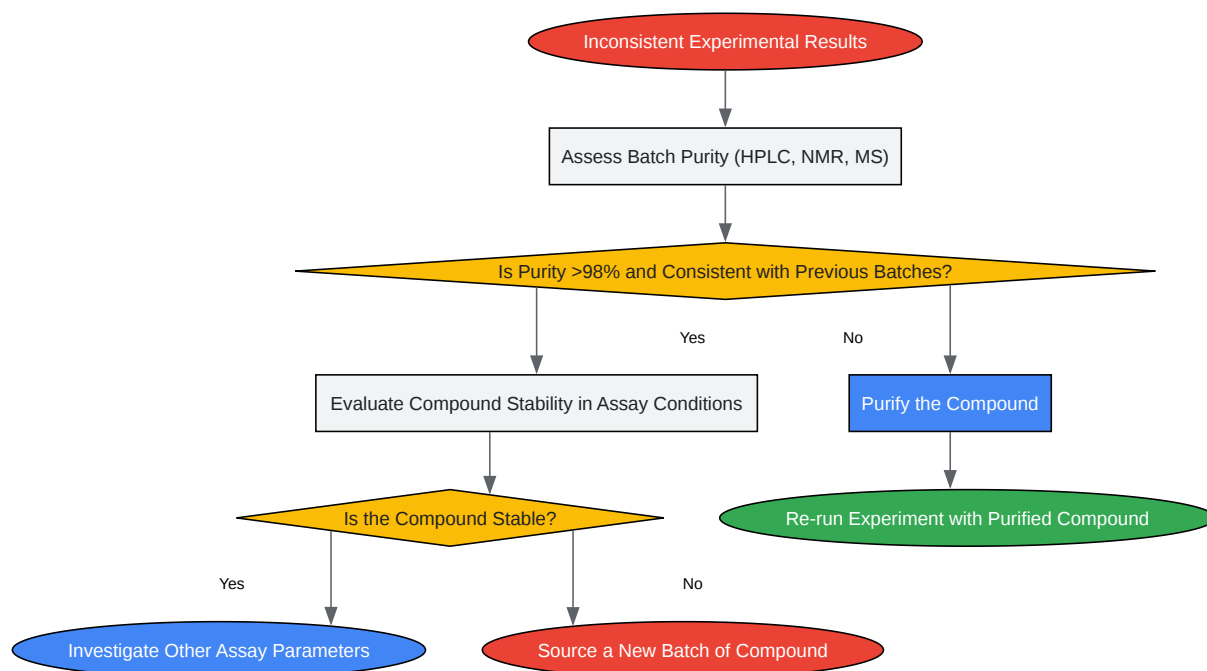 Inconsistent Experimental Results
Assess Batch Purity (HPLC, NMR, MS)
Is Purity >98% and Consistent with Previous Batches?
Yes
No
Evaluate Compound Stability in Assay Conditions
Purify the Compound
Is the Compound Stable?
Re-run Experiment with Purified Compound
Yes
No
Investigate Other Assay Parameters
Source a New Batch of Compound